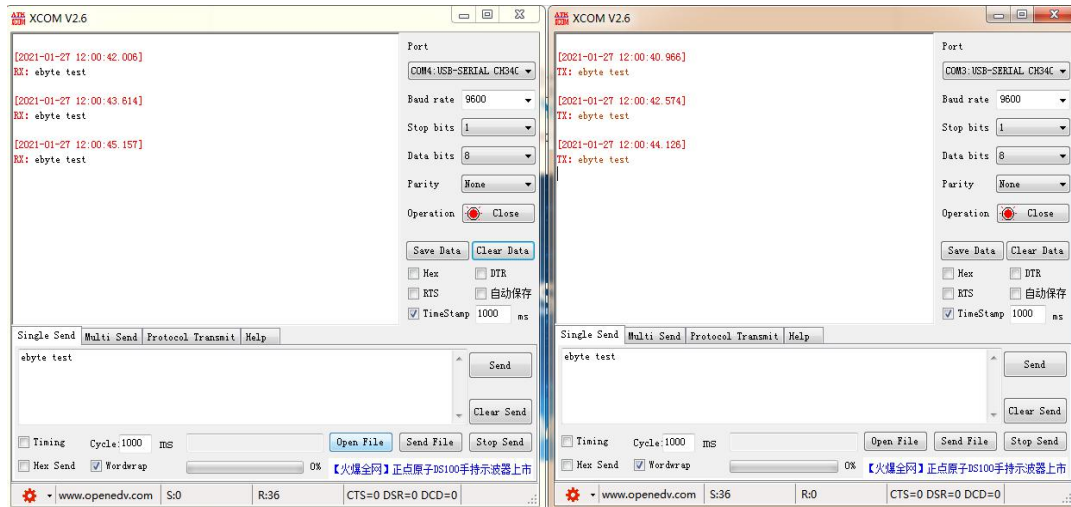 ATK COM XCOM V2.6
[2021-01-27 12:00:42.006]
RX: ebyte test
[2021-01-27 12:00:43.614]
RX: ebyte test
[2021-01-27 12:00:45.157]
RX: ebyte test
Port
COM4:USB-SERIAL CH34C
Baud rate 9600
Stop bits 1
Data bits 8
Parity None
Operation Close
Save Data Clear Data
Hex DTR
RTS 自动保存
TimeStamp 1000 ms
Single Send Multi Send Protocol Transmit Help
ebyte test
Send
Clear Send
Timing Cycle: 1000 ms Open File Send File Stop Send
Hex Send Wordwrap 0% 【火爆全网】正点原子DS100手持示波器上市
www.openedv.com S:0 R:36 CTS=0 DSR=0 DCD=0
ATK COM XCOM V2.6
[2021-01-27 12:00:40.966]
TX: ebyte test
[2021-01-27 12:00:42.574]
TX: ebyte test
[2021-01-27 12:00:44.126]
TX: ebyte test
Port
COM3:USB-SERIAL CH34C
Baud rate 9600
Stop bits 1
Data bits 8
Parity None
Operation Close
Save Data Clear Data
Hex DTR
RTS 自动保存
TimeStamp 1000 ms
Single Send Multi Send Protocol Transmit Help
ebyte test
Send
Clear Send
Timing Cycle: 1000 ms Open File Send File Stop Send
Hex Send Wordwrap 0% 【火爆全网】正点原子DS100手持示波器上市
www.openedv.com S:36 R:0 CTS=0 DSR=0 DCD=0